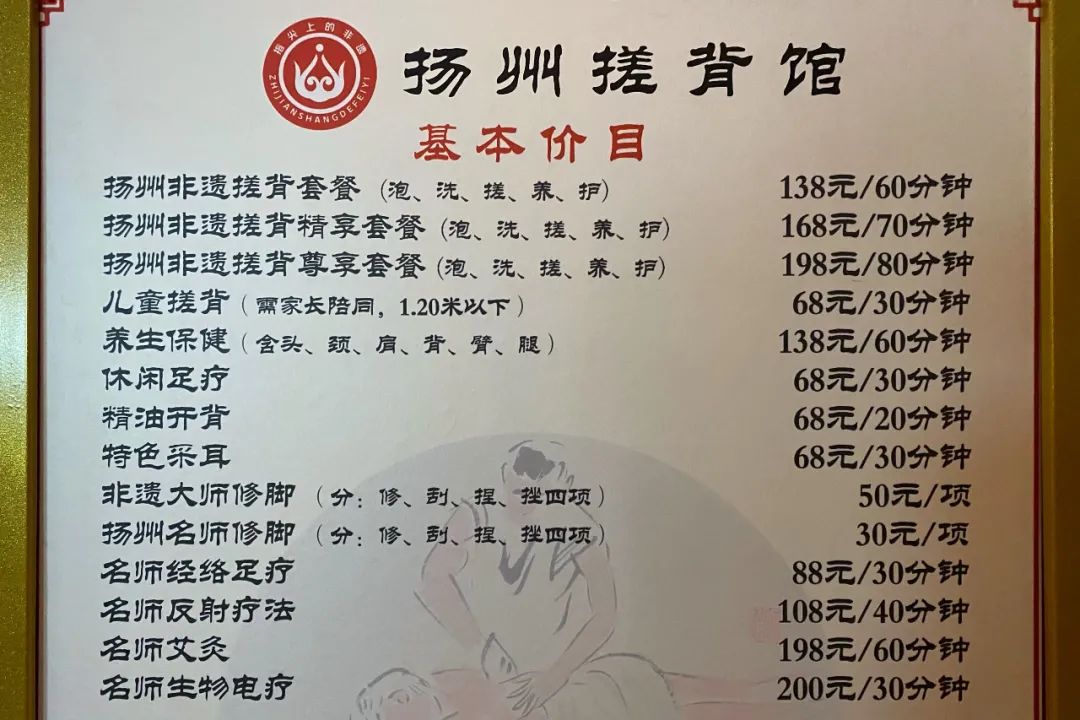 指尖上的非遗
ZHIJIANSHANGDEFEIYI
扬州搓背馆
基本价目
扬州非遗搓背套餐（泡、洗、搓、养、护） 138元/60分钟
扬州非遗搓背精享套餐（泡、洗、搓、养、护） 168元/70分钟
扬州非遗搓背尊享套餐（泡、洗、搓、养、护） 198元/80分钟
儿童搓背（需家长陪同，1.20米以下） 68元/30分钟
养生保健（含头、颈、肩、背、臂、腿） 138元/60分钟
休闲足疗 68元/30分钟
精油开背 68元/20分钟
特色采耳 68元/30分钟
非遗大师修脚（分：修、刮、捏、挫四项） 50元/项
扬州名师修脚（分：修、刮、捏、挫四项） 30元/项
名师经络足疗 88元/30分钟
名师反射疗法 108元/40分钟
名师艾灸 198元/60分钟
名师生物电疗 200元/30分钟